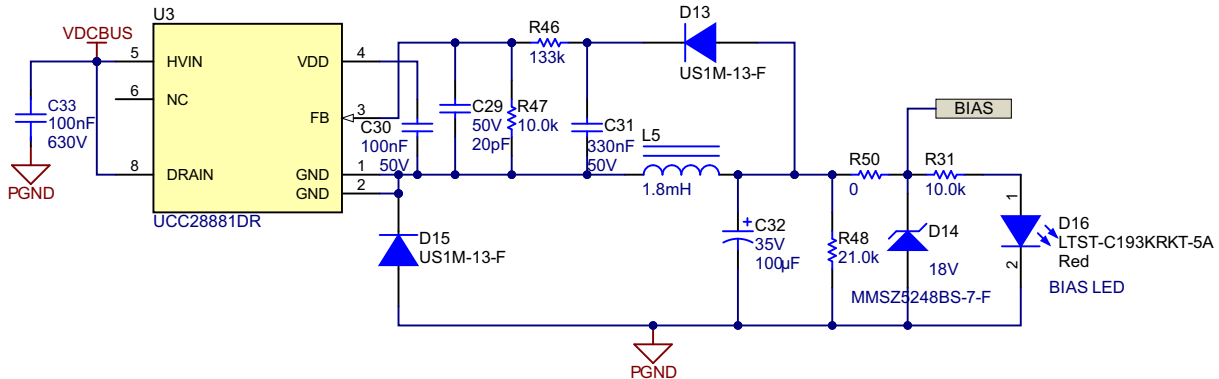 U3
VDCBUS
5
HVIN
6
NC
8
DRAIN
VDD
4
FB
3
GND
1
GND
2
UCC28881DR
C33
100nF
630V
PGND
C30
100nF
50V
C29
50V
20pF
R47
10.0k
R46
133k
C31
330nF
50V
D13
US1M-13-F
L5
1.8mH
D15
US1M-13-F
C32
35V
100µF
+
R48
21.0k
R50
0
BIAS
R31
10.0k
D14
18V
MMSZ5248BS-7-F
1
2
D16
LTST-C193KRKT-5A
Red
BIAS LED
PGND